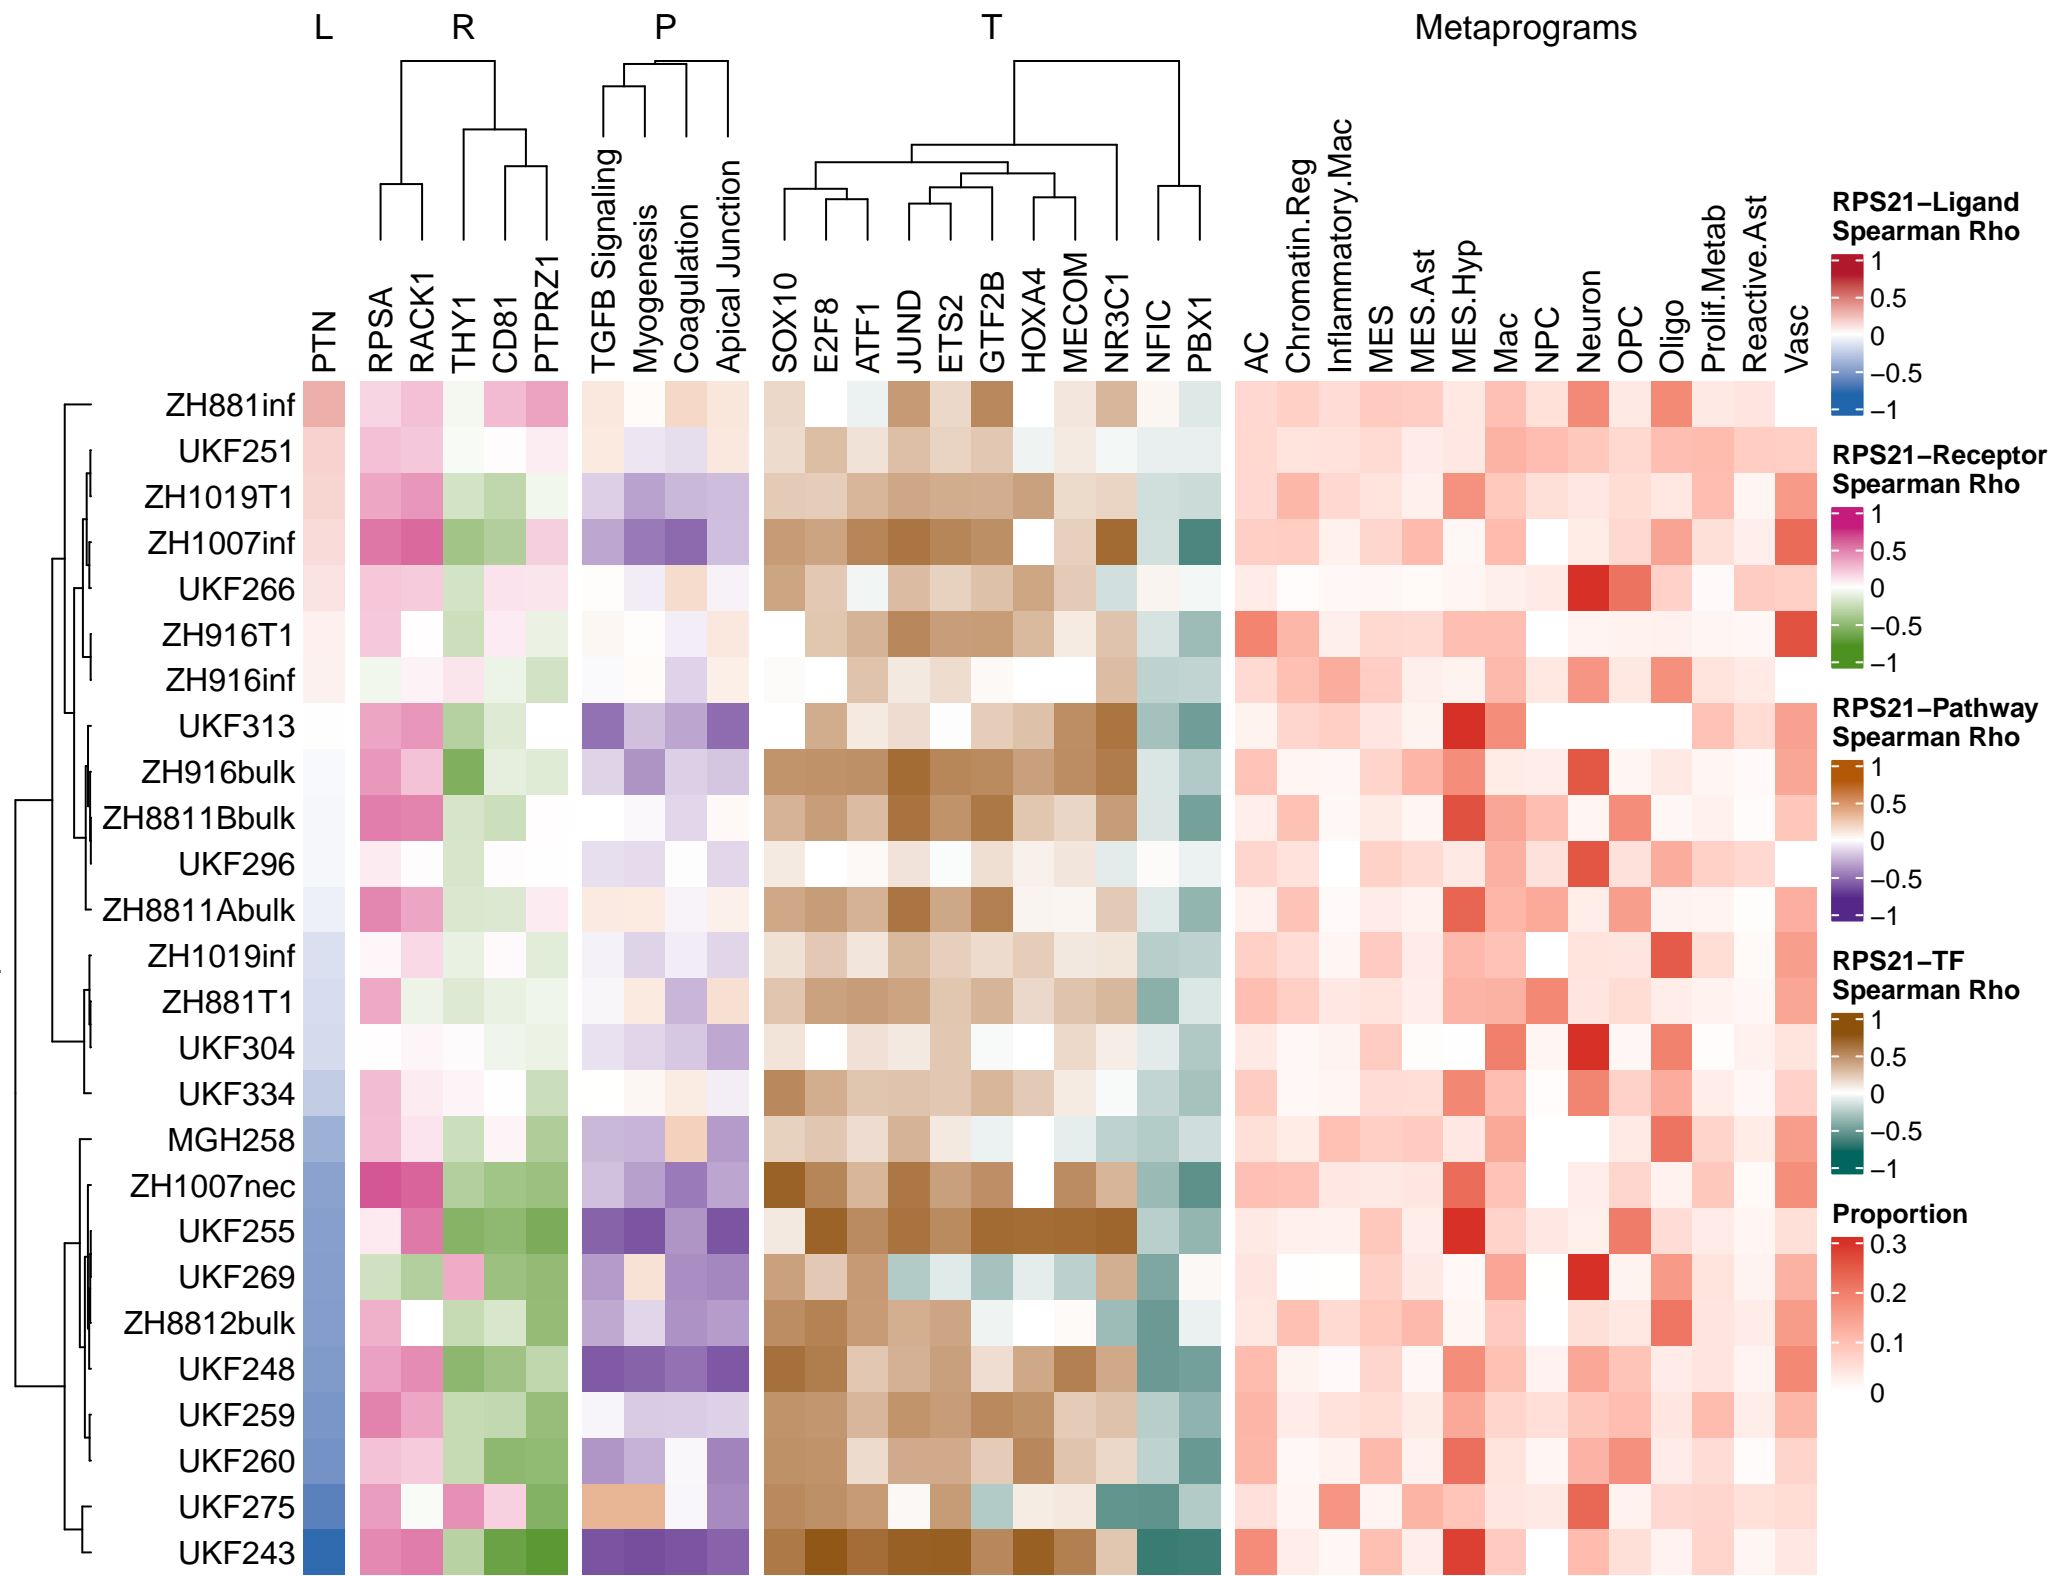 L R P T Metaprograms
PTN RPSA RACK1 THY1 CD81 PTPRZ1 TGFB Signaling Myogenesis Coagulation Apical Junction SOX10 E2F8 ATF1 JUND ETS2 GTF2B HOXA4 MECOM NR3C1 NFIC PBX1 AC Chromatin.Reg Inflammatory.Mac MES MES.Ast MES.Hyp Mac NPC Neuron OPC Oligo Prolif.Metab Reactive.Ast Vasc
ZH881inf
UKF251
ZH1019T1
ZH1007inf
UKF266
ZH916T1
ZH916inf
UKF313
ZH916bulk
ZH8811Bbulk
UKF296
ZH8811Abulk
ZH1019inf
ZH881T1
UKF304
UKF334
MGH258
ZH1007nec
UKF255
UKF269
ZH8812bulk
UKF248
UKF259
UKF260
UKF275
UKF243
RPS21−Ligand
Spearman Rho
1
0.5
0
−0.5
−1
RPS21−Receptor
Spearman Rho
1
0.5
0
−0.5
−1
RPS21−Pathway
Spearman Rho
1
0.5
0
−0.5
−1
RPS21−TF
Spearman Rho
1
0.5
0
−0.5
−1
Proportion
0.3
0.2
0.1
0